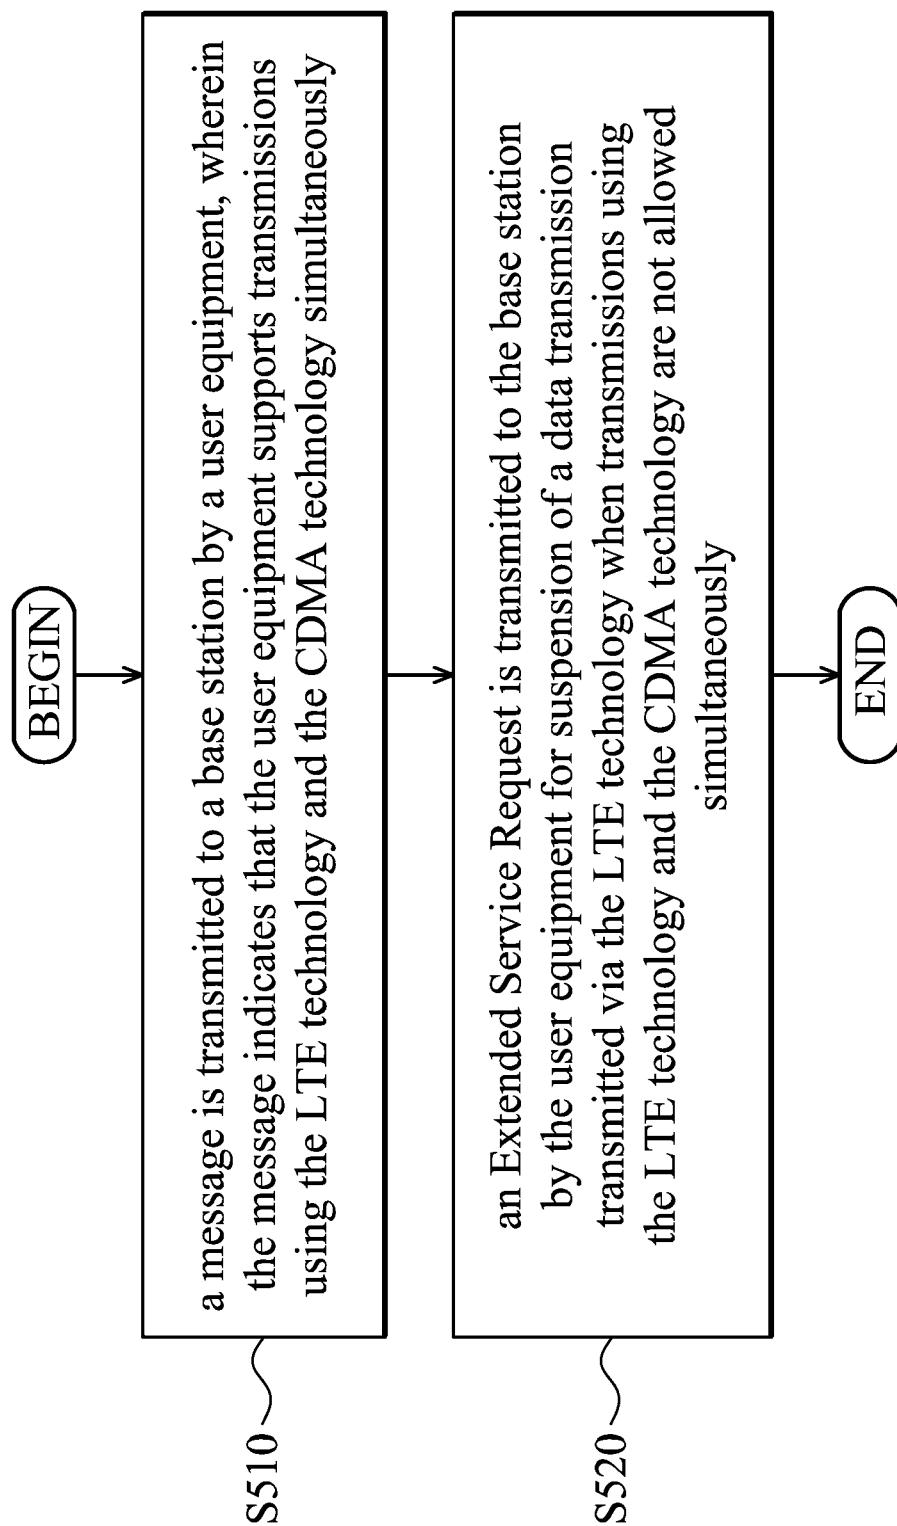 BEGIN
S510
a message is transmitted to a base station by a user equipment, wherein
the message indicates that the user equipment supports transmissions
using the LTE technology and the CDMA technology simultaneously
S520
an Extended Service Request is transmitted to the base station
by the user equipment for suspension of a data transmission
transmitted via the LTE technology when transmissions using
the LTE technology and the CDMA technology are not allowed
simultaneously
END